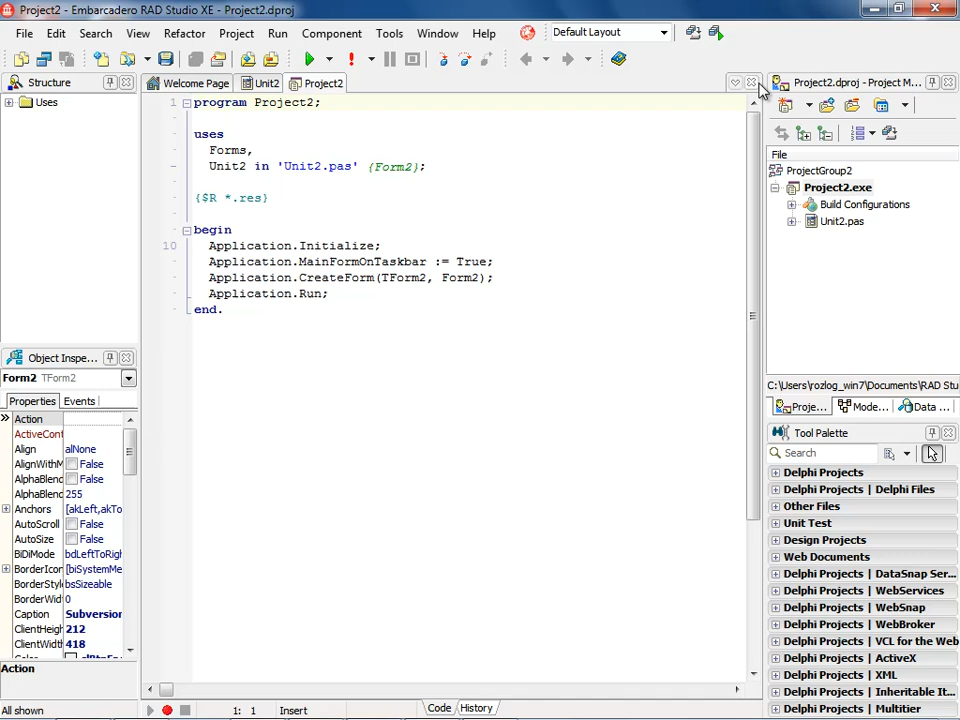 Project2 - Embarcadero RAD Studio XE - Project2.dproj
File Edit Search View Refactor Project Run Component Tools Window Help Default Layout
Structure
Uses
Welcome Page Unit2 Project2
1 program Project2;
uses
Forms,
Unit2 in 'Unit2.pas' {Form2};
{$R *.res}
begin
10 Application.Initialize;
Application.MainFormOnTaskbar := True;
Application.CreateForm(TForm2, Form2);
Application.Run;
end.
Project2.dproj - Project M...
File
ProjectGroup2
Project2.exe
Build Configurations
Unit2.pas
C:\Users\rozlog_win7\Documents\RAD Stu
Proje... Mode... Data ...
Object Inspe...
Form2 TForm2
Properties Events
Action
ActiveCont
Align alNone
AlignWithM False
AlphaBlend False
AlphaBlend 255
Anchors [akLeft,akTo
AutoScroll False
AutoSize False
BiDiMode bdLeftToRigh
BorderIcon [biSystemMe
BorderStyle bsSizeable
BorderWidt 0
Caption Subversion
ClientHeigh 212
ClientWidth 418
Action
All shown
Tool Palette
Search
Delphi Projects
Delphi Projects | Delphi Files
Other Files
Unit Test
Design Projects
Web Documents
Delphi Projects | DataSnap Ser...
Delphi Projects | WebServices
Delphi Projects | WebSnap
Delphi Projects | WebBroker
Delphi Projects | VCL for the Web
Delphi Projects | ActiveX
Delphi Projects | XML
Delphi Projects | Inheritable It...
Delphi Projects | Multitier
1: 1 Insert Code History